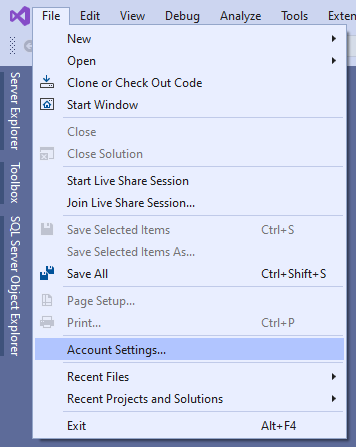 File Edit View Debug Analyze Tools Exten
New
Open
Clone or Check Out Code
Start Window
Close
Close Solution
Start Live Share Session
Join Live Share Session...
Save Selected Items Ctrl+S
Save Selected Items As...
Save All Ctrl+Shift+S
Page Setup...
Print... Ctrl+P
Account Settings...
Recent Files
Recent Projects and Solutions
Exit Alt+F4
Server Explorer
Toolbox
SQL Server Object Explorer